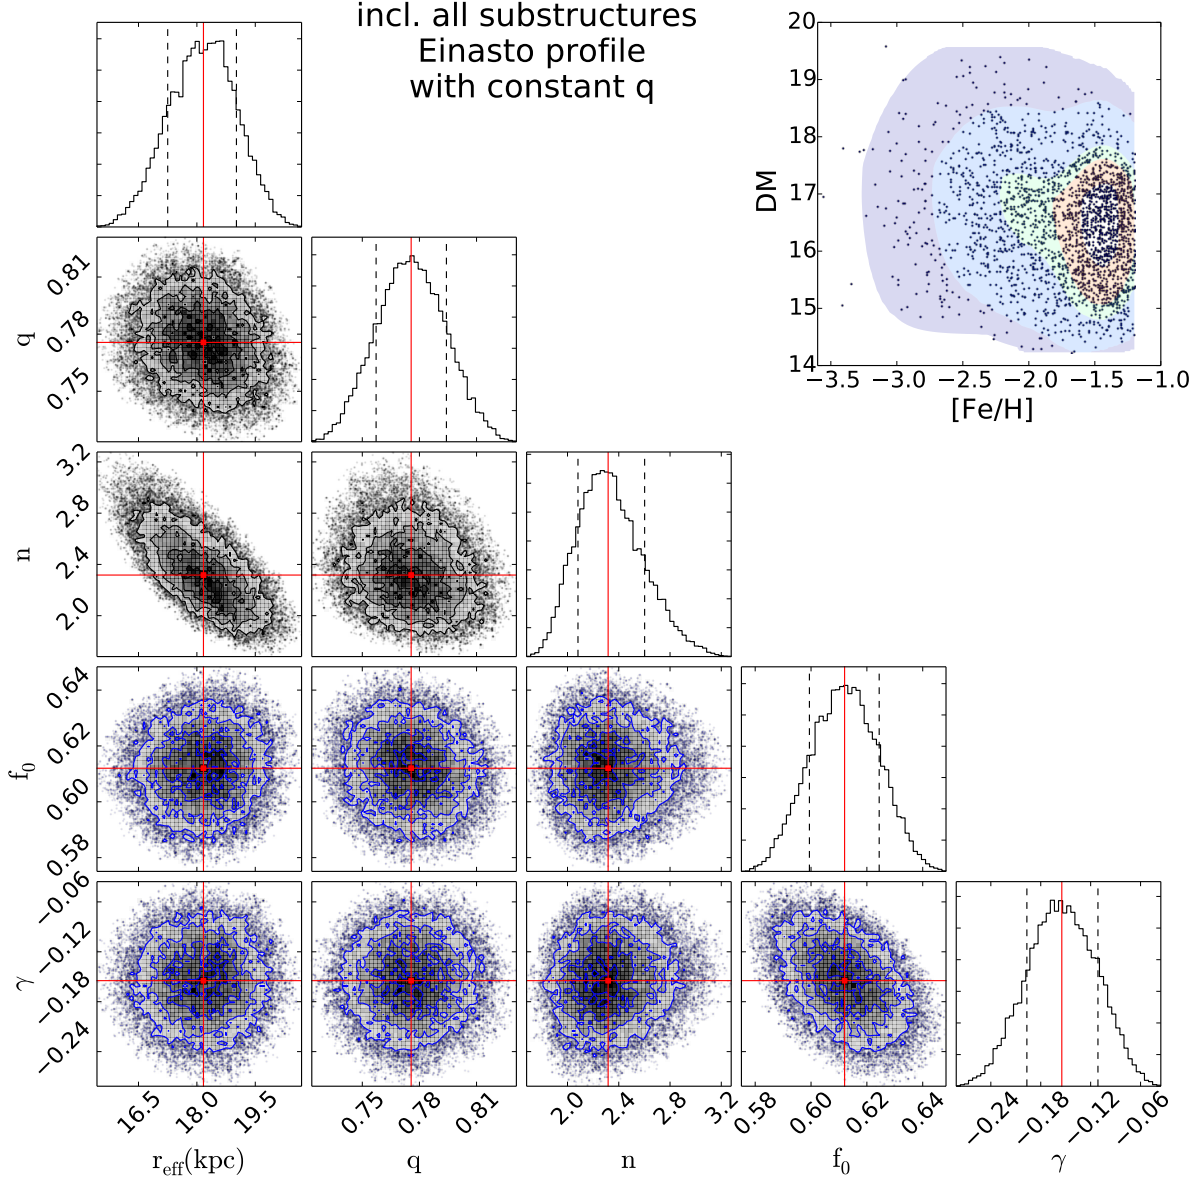 incl. all substructures
Einasto profile
with constant q
20
19
18
17
16
15
14
DM
−3.5 −3.0 −2.5 −2.0 −1.5 −1.0
[Fe/H]
0.81
0.78
0.75
q
3.2
2.8
2.4
2.0
n
0.64
0.62
0.60
0.58
f₀
−0.06
−0.12
−0.18
−0.24
γ
16.5 18.0 19.5 0.75 0.78 0.81 2.0 2.4 2.8 3.2 0.58 0.60 0.62 0.64 −0.24 −0.18 −0.12 −0.06
r_eff(kpc) q n f₀ γ